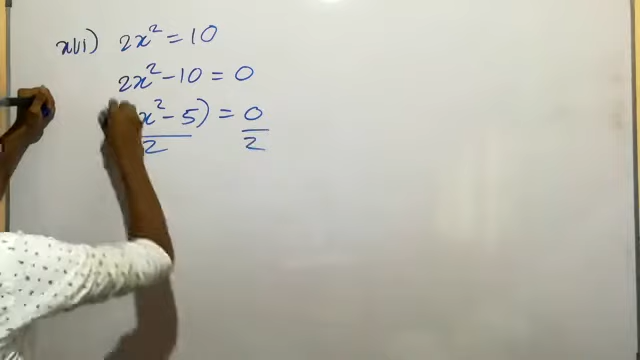 xvi) 2x² = 10
2x² - 10 = 0
x² - 5) = 0
2 2